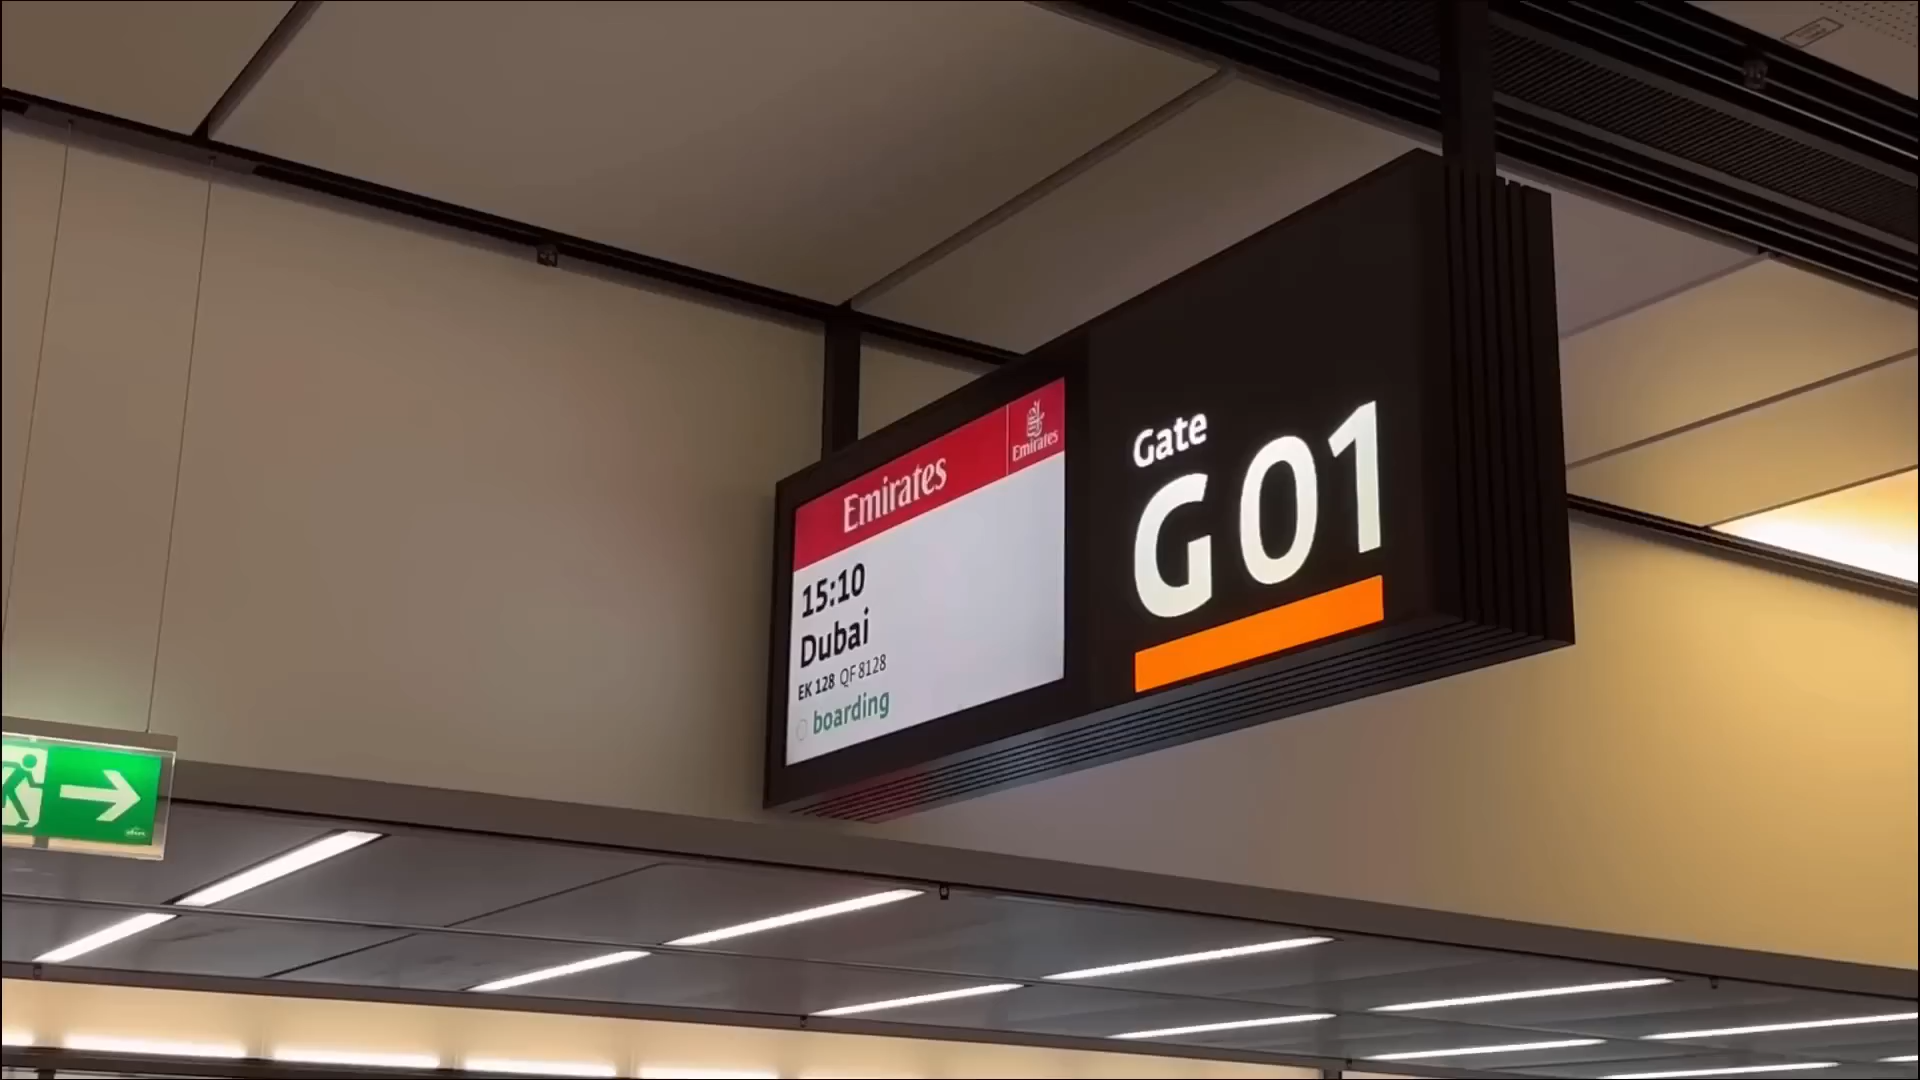 Emirates
Emirates
15:10
Dubai
EK 128 QF 8128
boarding
Gate
G01